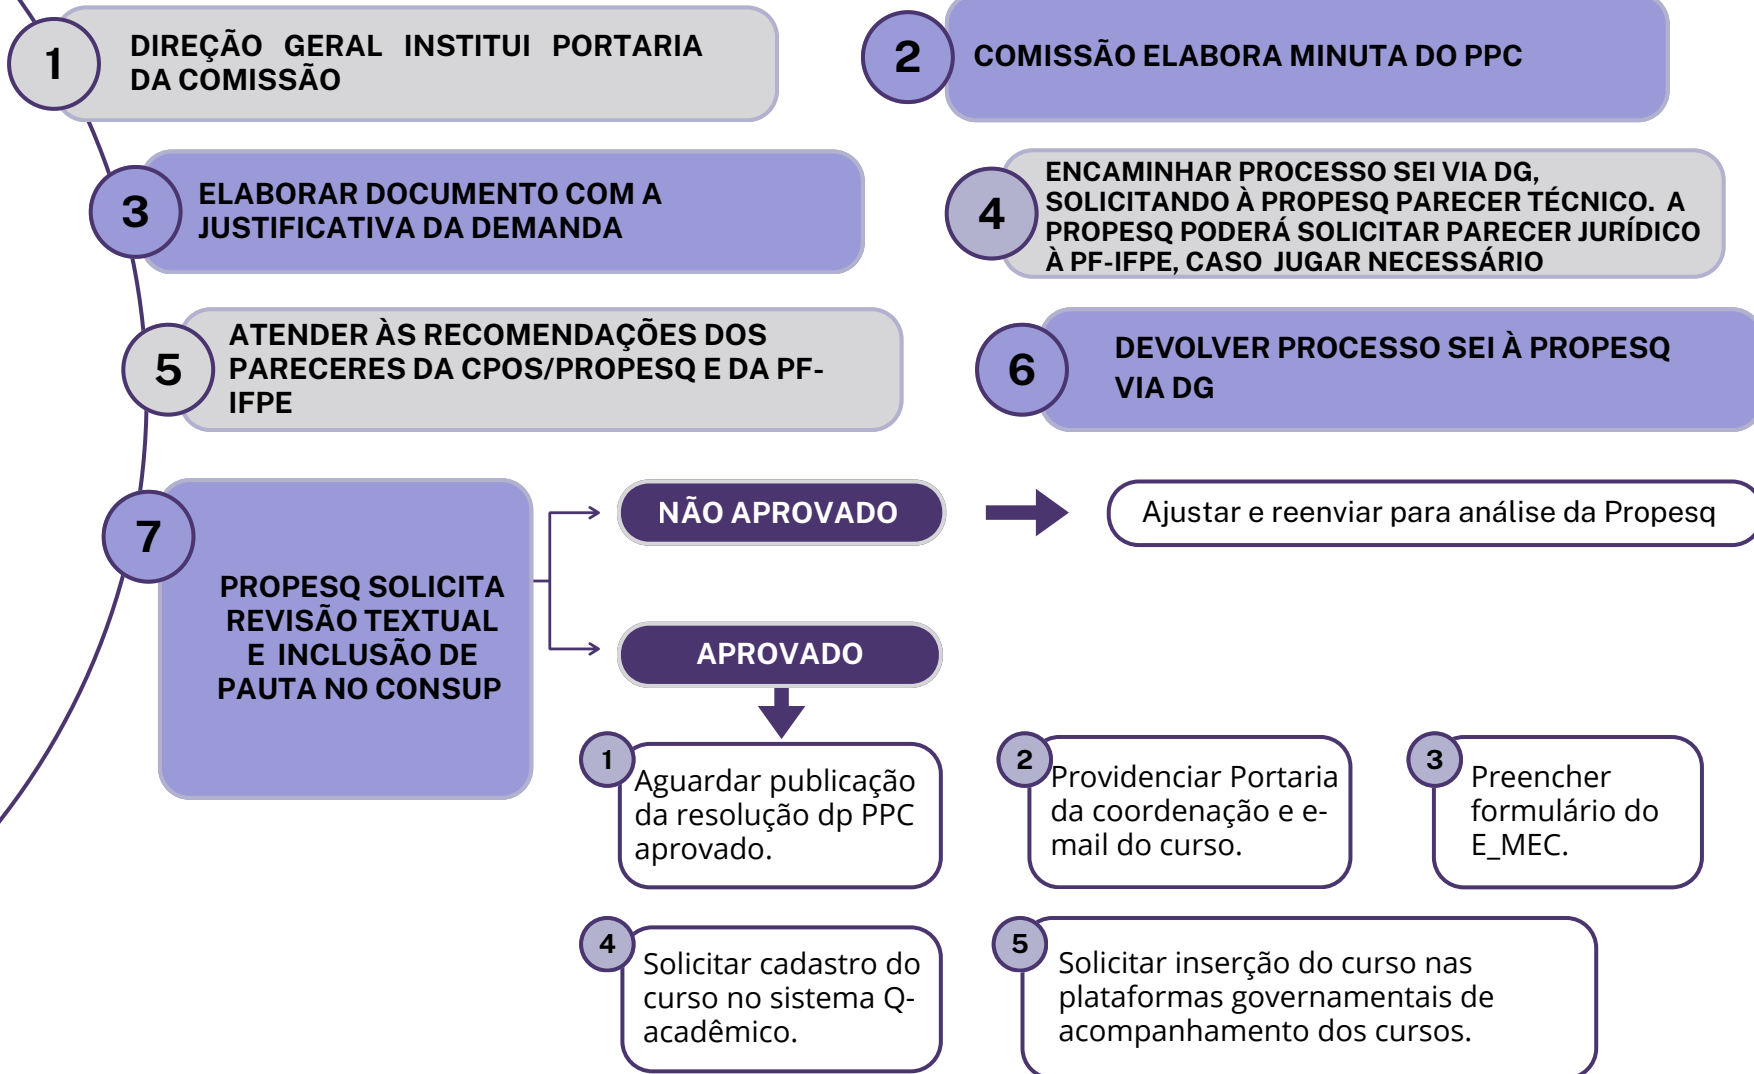 1
DIREÇÃO GERAL INSTITUI PORTARIA
DA COMISSÃO
2
COMISSÃO ELABORA MINUTA DO PPC
3
ELABORAR DOCUMENTO COM A
JUSTIFICATIVA DA DEMANDA
4
ENCAMINHAR PROCESSO SEI VIA DG,
SOLICITANDO À PROPESQ PARECER TÉCNICO. A
PROPESQ PODERÁ SOLICITAR PARECER JURÍDICO
À PF-IFPE, CASO JUGAR NECESSÁRIO
5
ATENDER ÀS RECOMENDAÇÕES DOS
PARECERES DA CPOS/PROPESQ E DA PF-
IFPE
6
DEVOLVER PROCESSO SEI À PROPESQ
VIA DG
7
PROPESQ SOLICITA
REVISÃO TEXTUAL
E INCLUSÃO DE
PAUTA NO CONSUP
NÃO APROVADO
Ajustar e reenviar para análise da Propesq
APROVADO
1
Aguardar publicação
da resolução dp PPC
aprovado.
2
Providenciar Portaria
da coordenação e e-
mail do curso.
3
Preencher
formulário do
E_MEC.
4
Solicitar cadastro do
curso no sistema Q-
acadêmico.
5
Solicitar inserção do curso nas
plataformas governamentais de
acompanhamento dos cursos.